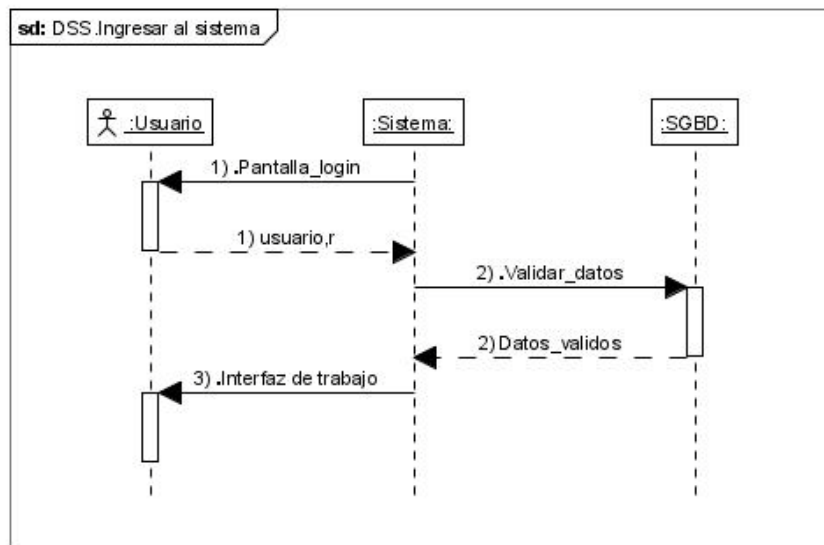 sd: DSS.Ingresar al sistema
:Usuario
:Sistema:
:SGBD:
1) .Pantalla_login
1) usuario,r
2) .Validar_datos
2) Datos_validos
3) .Interfaz de trabajo